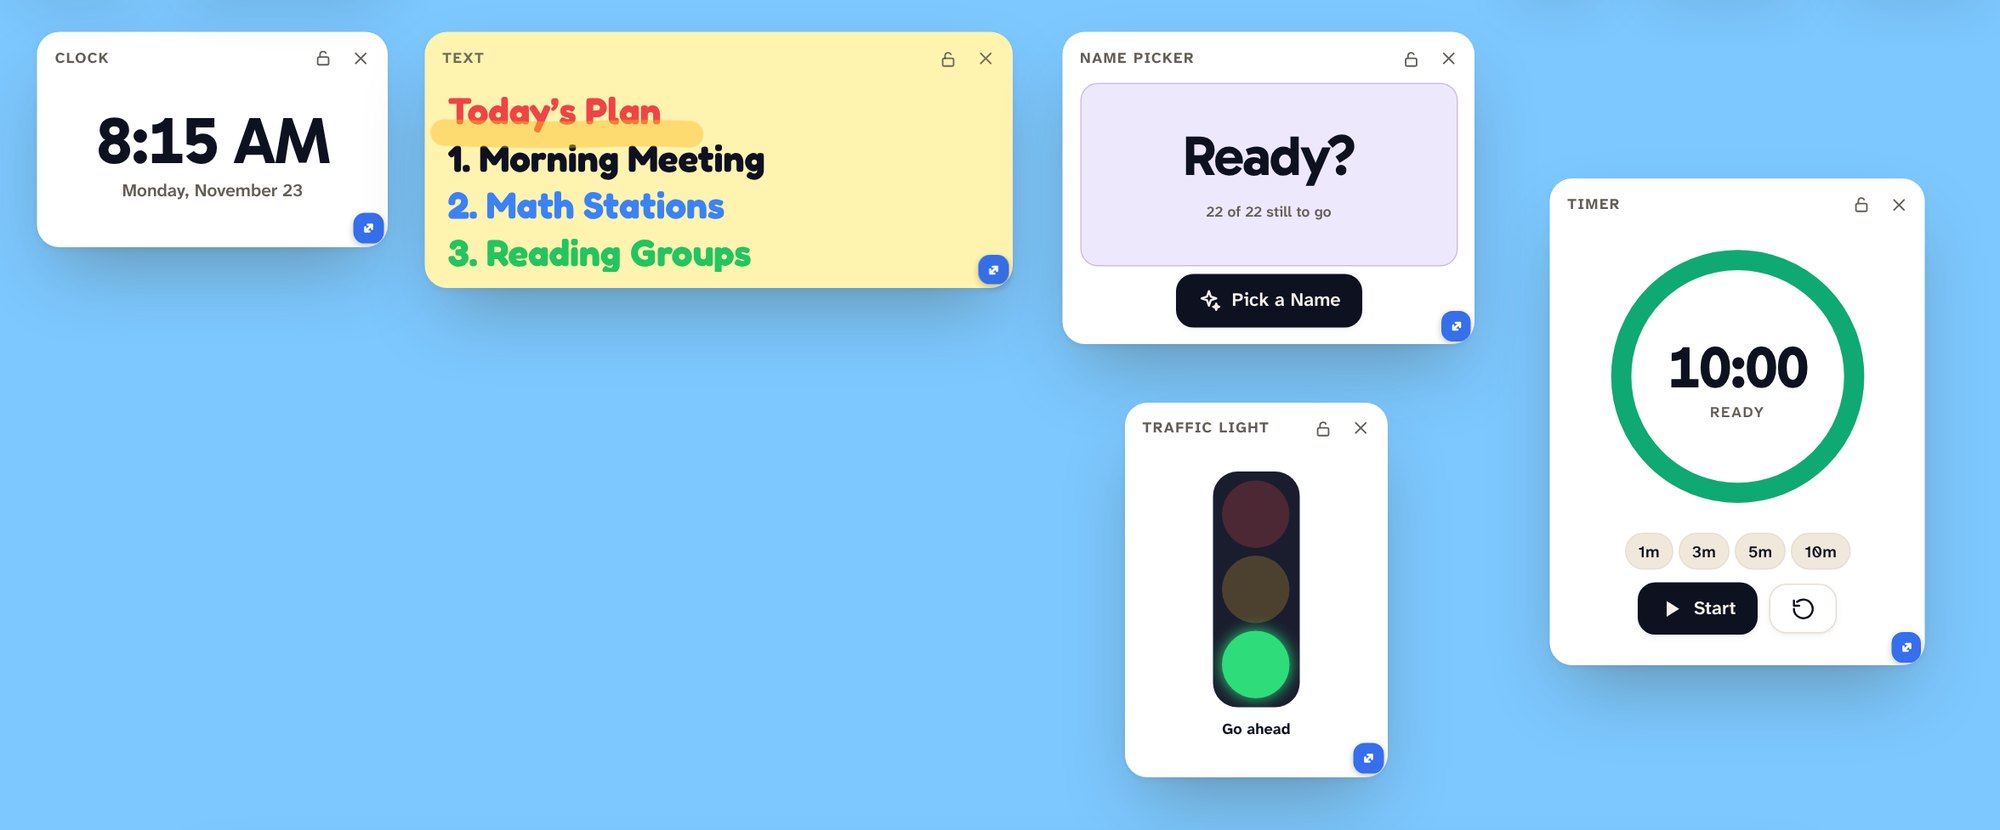 CLOCK
8:15 AM
Monday, November 23
TEXT
Today's Plan
1. Morning Meeting
2. Math Stations
3. Reading Groups
NAME PICKER
Ready?
22 of 22 still to go
Pick a Name
TRAFFIC LIGHT
Go ahead
TIMER
10:00
READY
1m 3m 5m 10m
Start